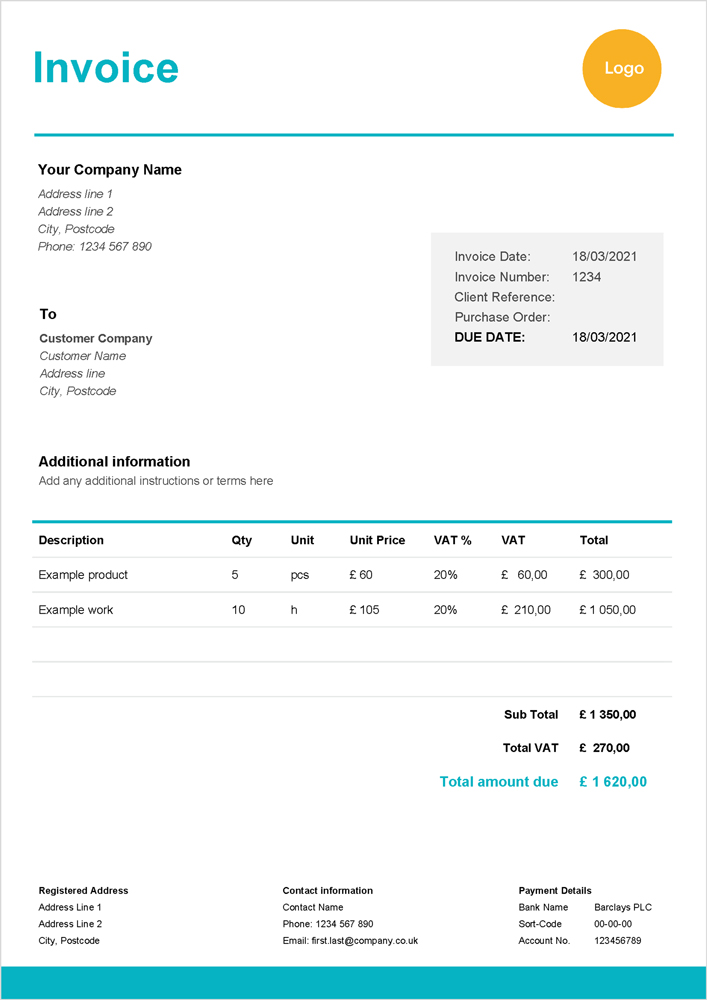 Invoice
Logo
Your Company Name
Address line 1
Address line 2
City, Postcode
Phone: 1234 567 890
Invoice Date: 18/03/2021
Invoice Number: 1234
Client Reference:
Purchase Order:
DUE DATE: 18/03/2021
To
Customer Company
Customer Name
Address line
City, Postcode
Additional information
Add any additional instructions or terms here
Description Qty Unit Unit Price VAT % VAT Total
Example product 5 pcs £ 60 20% £ 60,00 £ 300,00
Example work 10 h £ 105 20% £ 210,00 £ 1 050,00
Sub Total £ 1 350,00
Total VAT £ 270,00
Total amount due £ 1 620,00
Registered Address Contact information Payment Details
Address Line 1 Contact Name Bank Name Barclays PLC
Address Line 2 Phone: 1234 567 890 Sort-Code 00-00-00
City, Postcode Email: first.last@company.co.uk Account No. 123456789